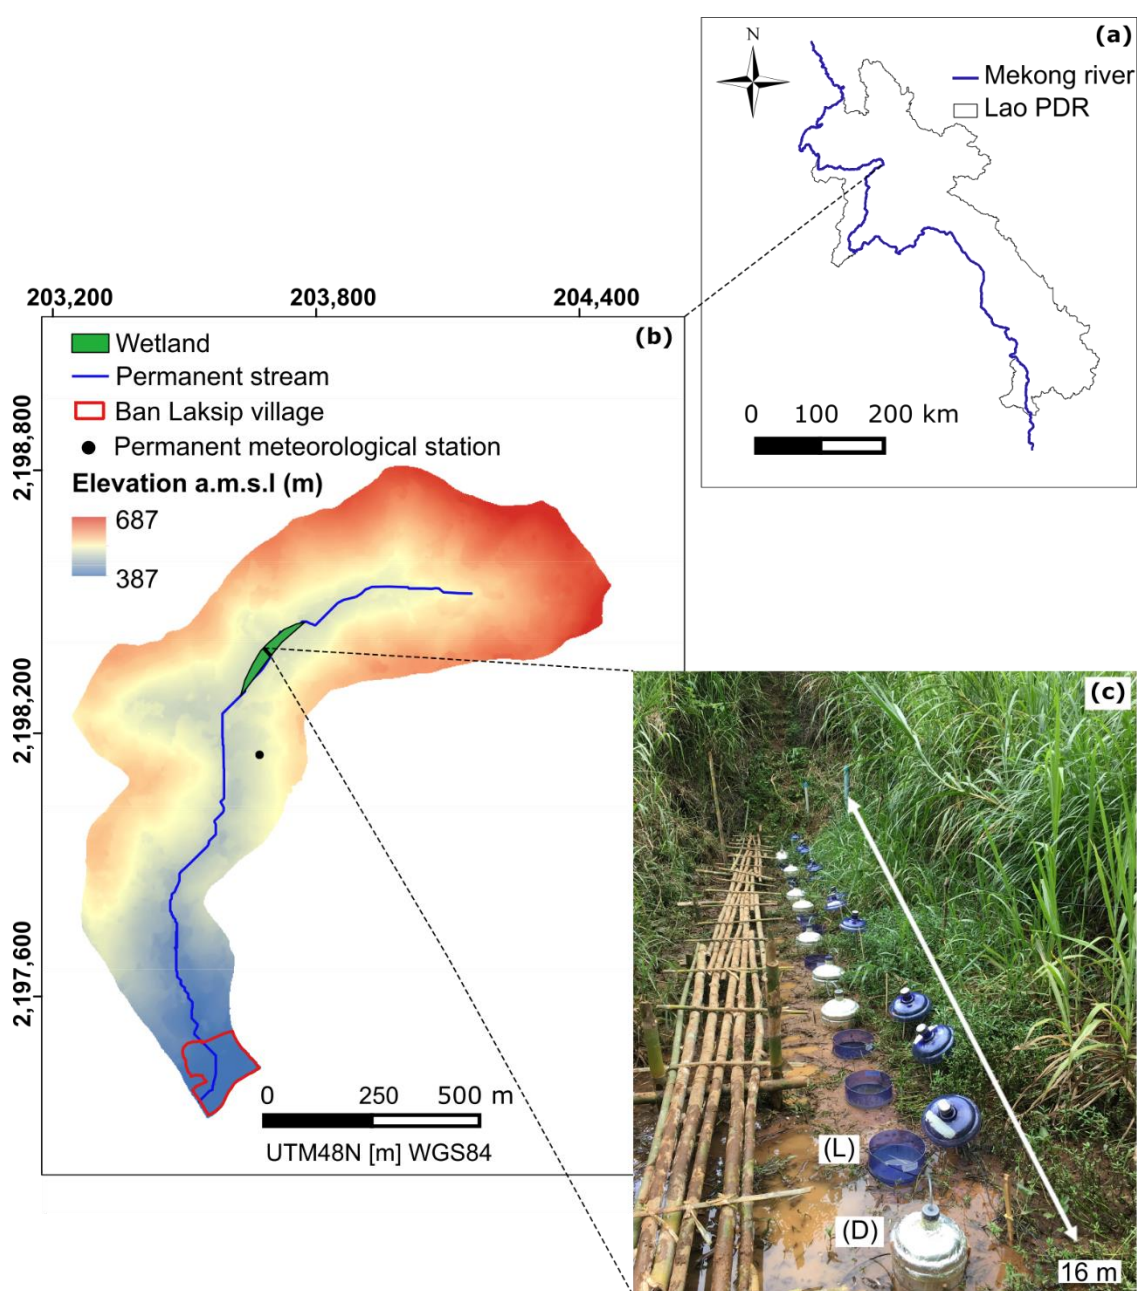 (a)
N
Mekong river
Lao PDR
0 100 200 km
203,200 203,800 204,400
(b)
Wetland
Permanent stream
Ban Laksip village
Permanent meteorological station
Elevation a.m.s.l (m)
687
387
2,198,800
2,198,200
2,197,600
0 250 500 m
UTM48N [m] WGS84
(c)
(L)
(D)
16 m